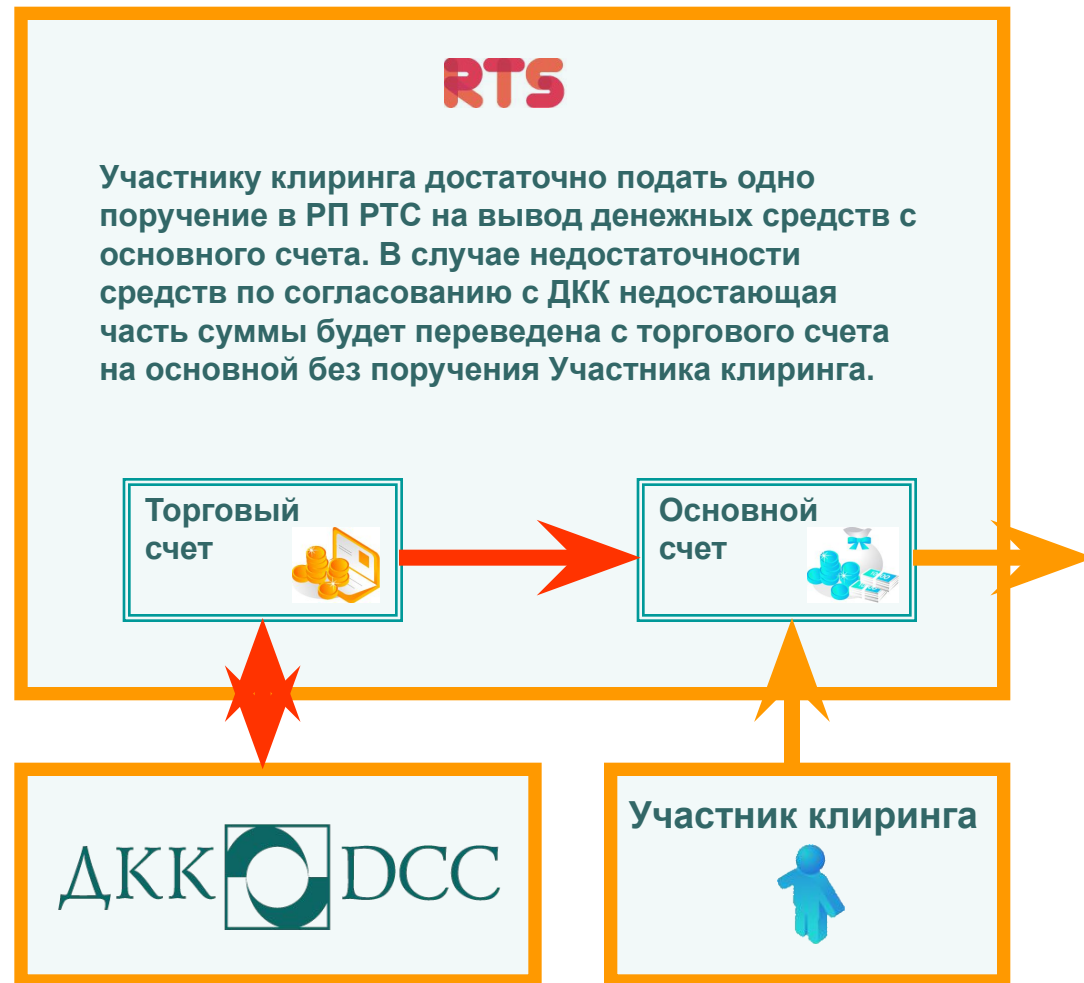 RTS
Участнику клиринга достаточно подать одно
поручение в РП РТС на вывод денежных средств с
основного счета. В случае недостаточности
средств по согласованию с ДКК недостающая
часть суммы будет переведена с торгового счета
на основной без поручения Участника клиринга.
Торговый
счет
Основной
счет
ДКК DCC
Участник клиринга